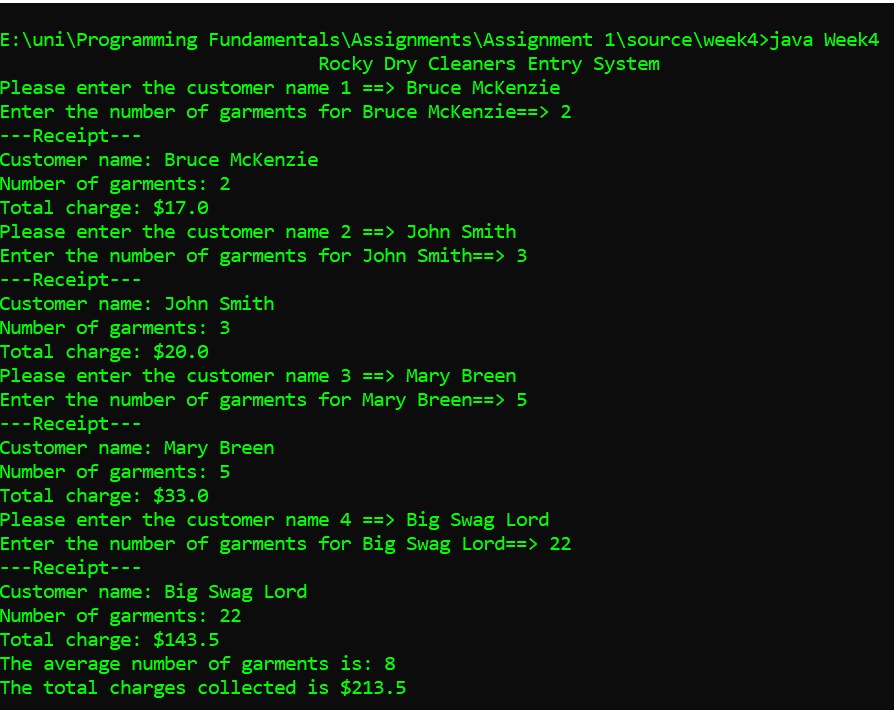 E:\uni\Programming Fundamentals\Assignments\Assignment 1\source\week4>java Week4
Rocky Dry Cleaners Entry System
Please enter the customer name 1 ==> Bruce McKenzie
Enter the number of garments for Bruce McKenzie==> 2
---Receipt---
Customer name: Bruce McKenzie
Number of garments: 2
Total charge: $17.0
Please enter the customer name 2 ==> John Smith
Enter the number of garments for John Smith==> 3
---Receipt---
Customer name: John Smith
Number of garments: 3
Total charge: $20.0
Please enter the customer name 3 ==> Mary Breen
Enter the number of garments for Mary Breen==> 5
---Receipt---
Customer name: Mary Breen
Number of garments: 5
Total charge: $33.0
Please enter the customer name 4 ==> Big Swag Lord
Enter the number of garments for Big Swag Lord==> 22
---Receipt---
Customer name: Big Swag Lord
Number of garments: 22
Total charge: $143.5
The average number of garments is: 8
The total charges collected is $213.5